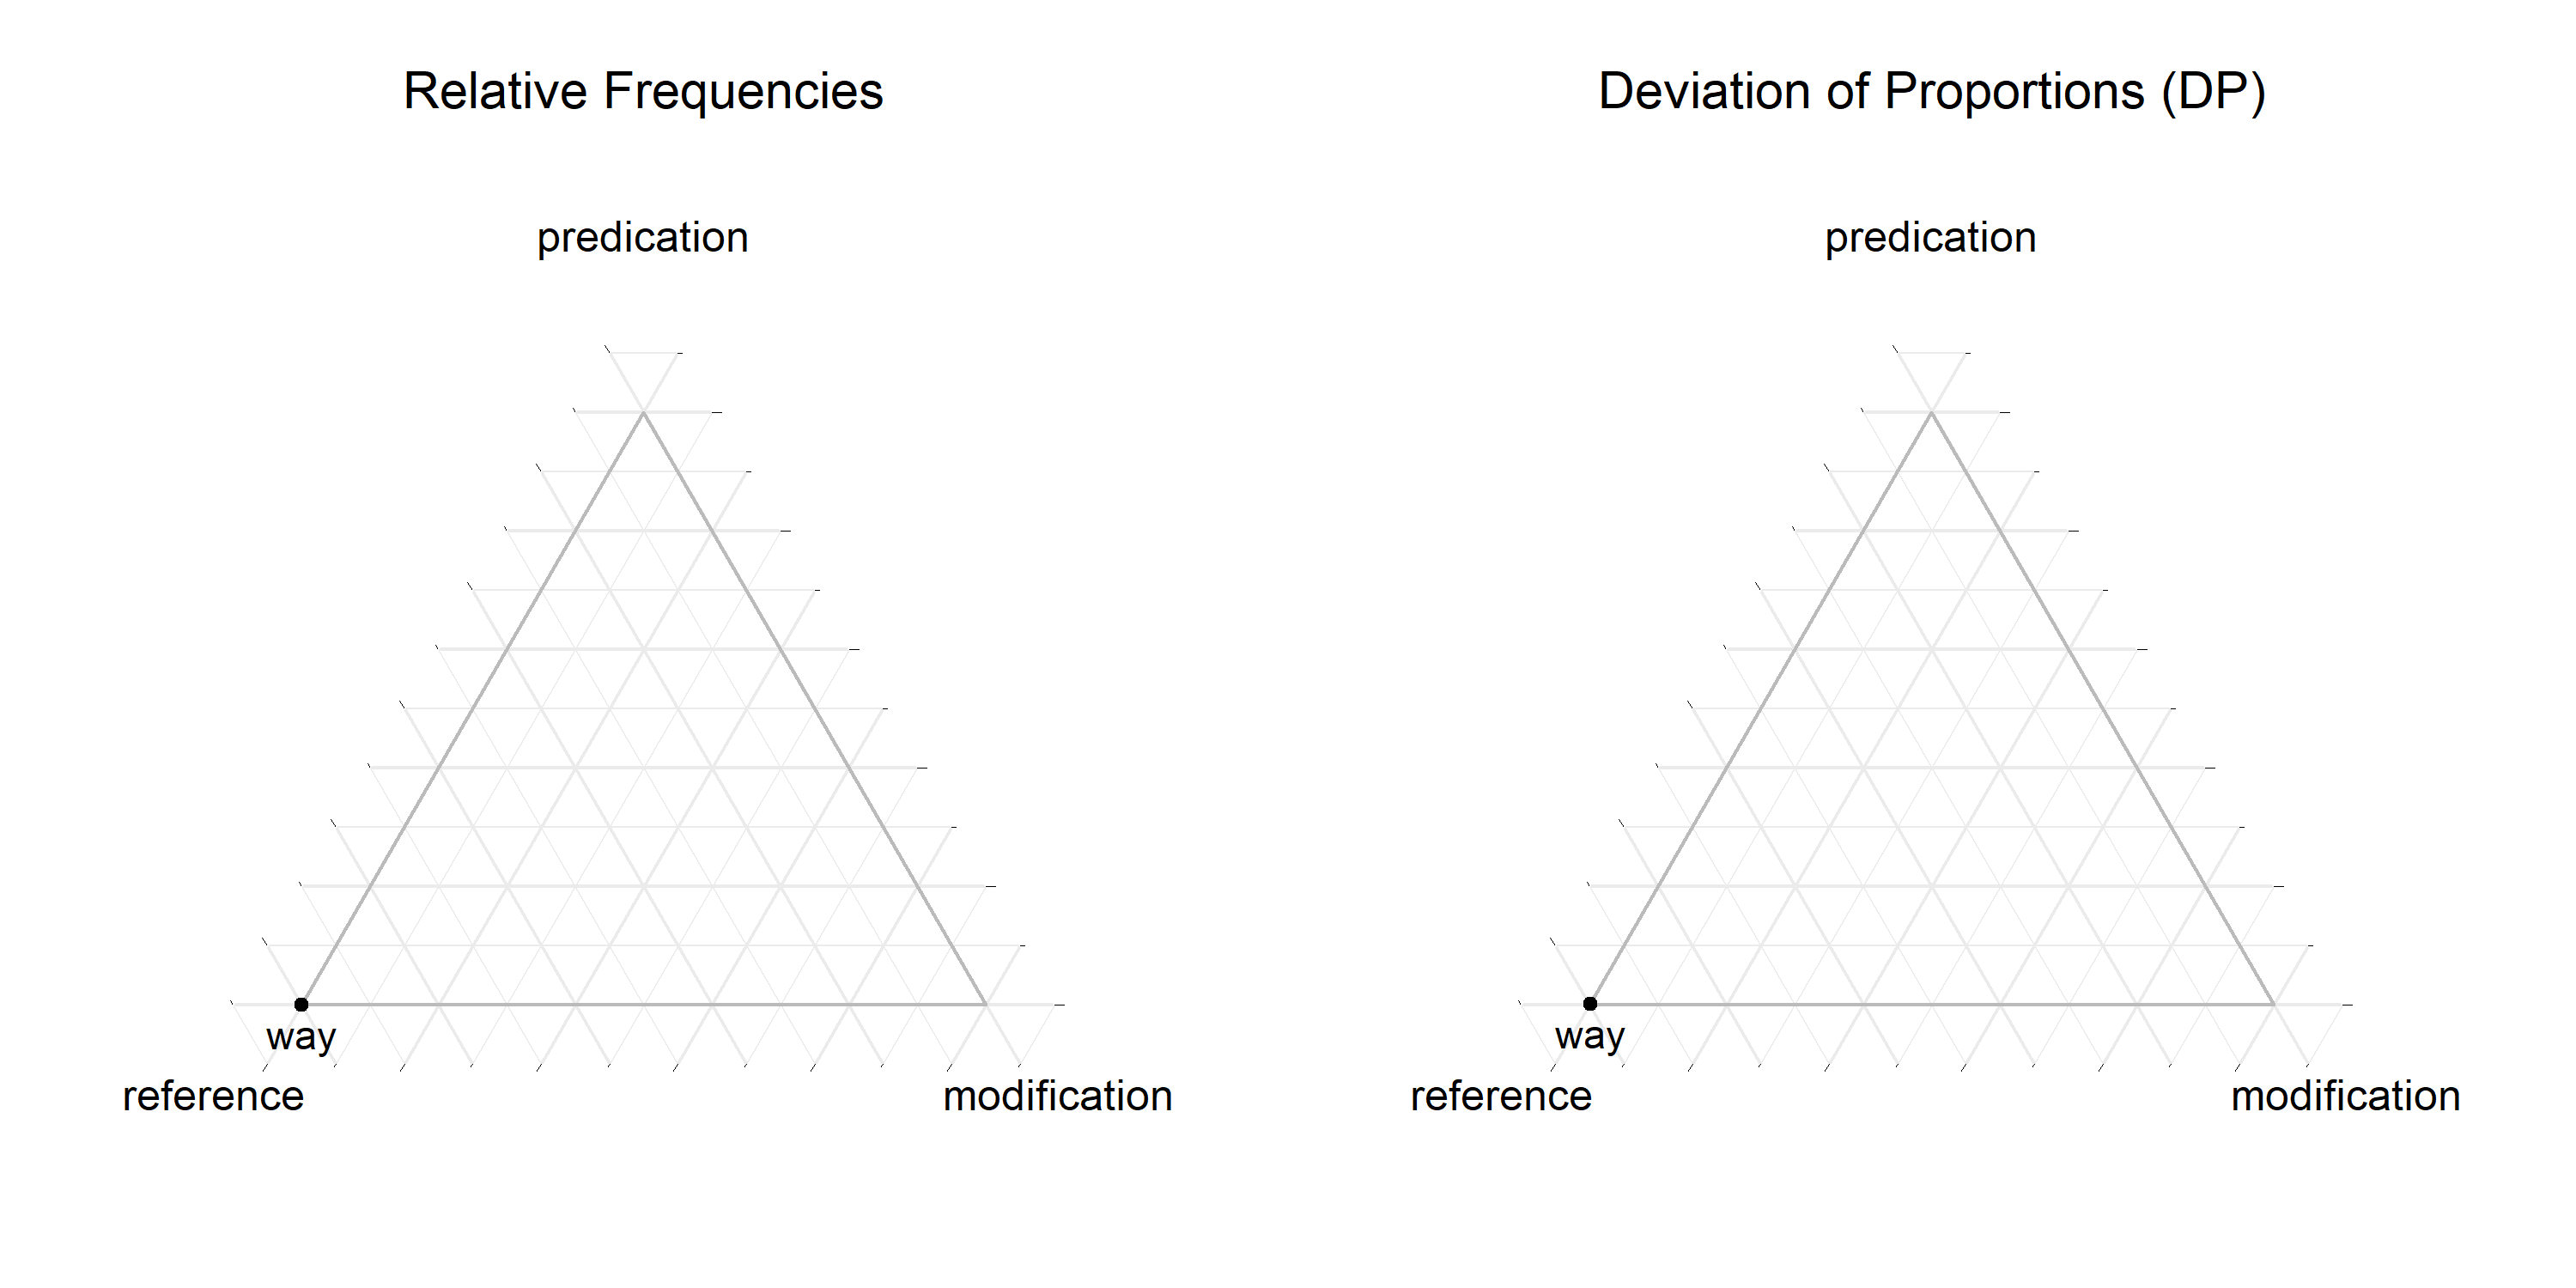 Relative Frequencies
predication
way
reference
modification
Deviation of Proportions (DP)
predication
way
reference
modification